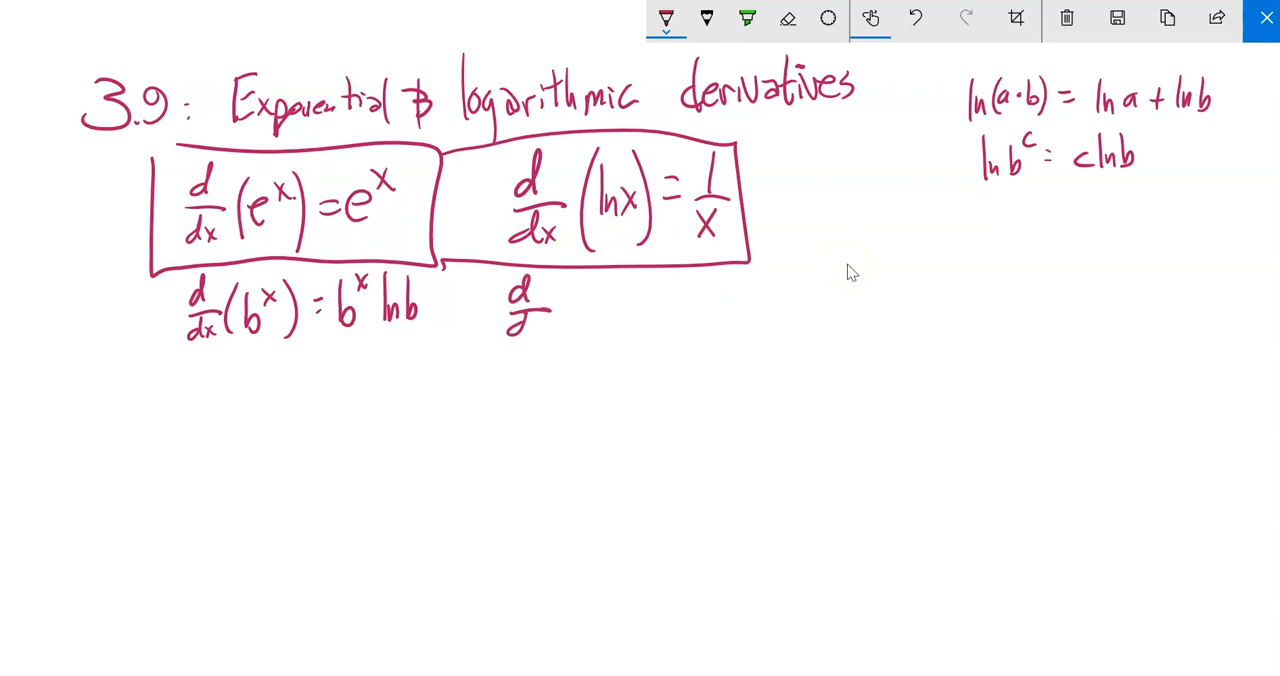 3.9: Exponential & logarithmic derivatives
d/dx (e^x) = e^x
d/dx (ln x) = 1/x
d/dx (b^x) = b^x ln b
d/d
ln(a·b) = ln a + ln b
ln b^c = c ln b